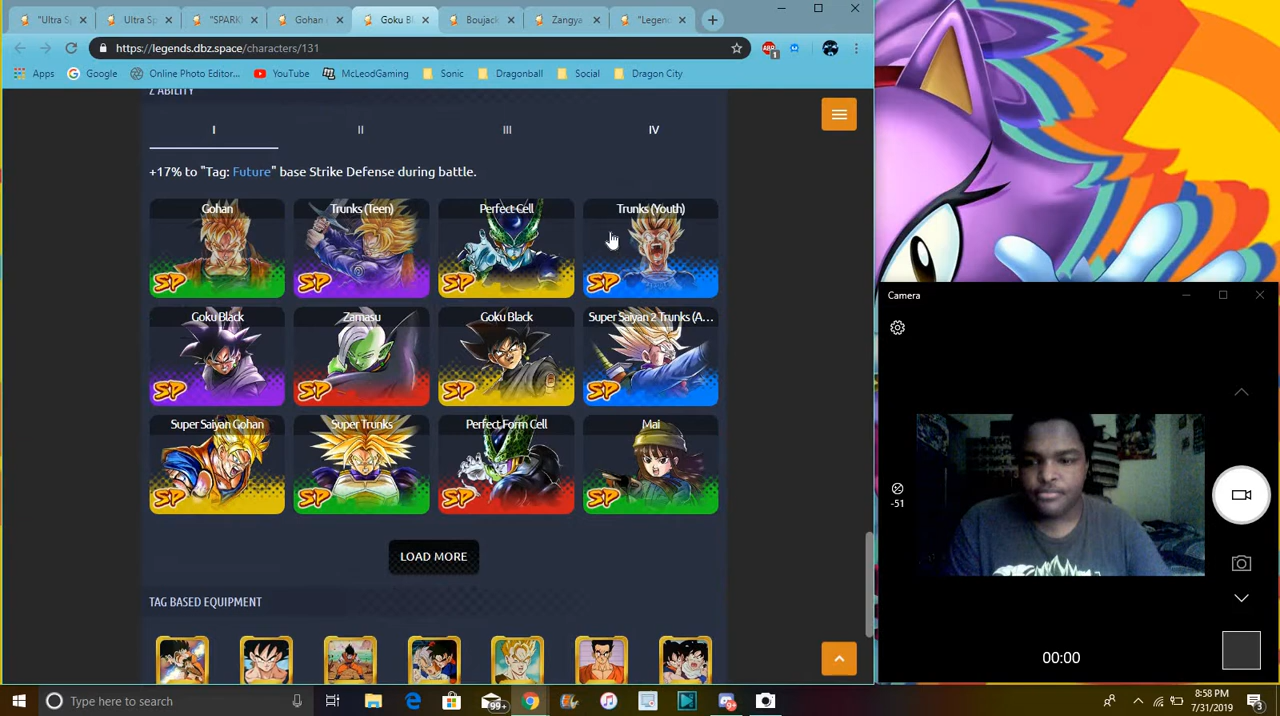 "Ultra Sp
Ultra Sp
"SPARK
Gohan
Goku Bl
Boujack
Zangya
"Legen
https://legends.dbz.space/characters/131
ABP
1
Apps
Google
Online Photo Editor...
YouTube
McLeodGaming
Sonic
Dragonball
Social
Dragon City
Z ABILITY
I II III IV
+17% to "Tag: Future" base Strike Defense during battle.
Gohan
Trunks (Teen)
Perfect Cell
Trunks (Youth)
SP SP SP SP
Goku Black
Zamasu
Goku Black
Super Saiyan 2 Trunks (A...
SP SP SP SP
Super Saiyan Gohan
Super Trunks
Perfect Form Cell
Mai
SP SP SP SP
LOAD MORE
TAG BASED EQUIPMENT
Camera
-51
00:00
Type here to search
99+
8:58 PM
7/31/2019
3